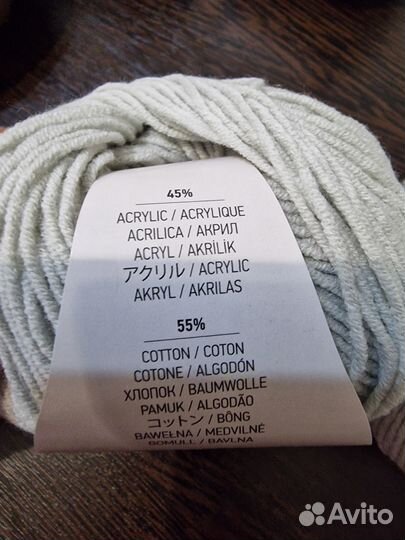 45%
ACRYLIC / ACRYLIQUE
ACRILICA / АКРИЛ
ACRYL / AKRİLİK
アクリル / ACRYLIC
AKRYL / AKRILAS
55%
COTTON / COTON
COTONE / ALGODÓN
ХЛОПОК / BAUMWOLLE
PAMUK / ALGODÃO
コットン / BÔNG
BAWEŁNA / MEDVILNĖ
BOMULL / BAVLNA
Avito